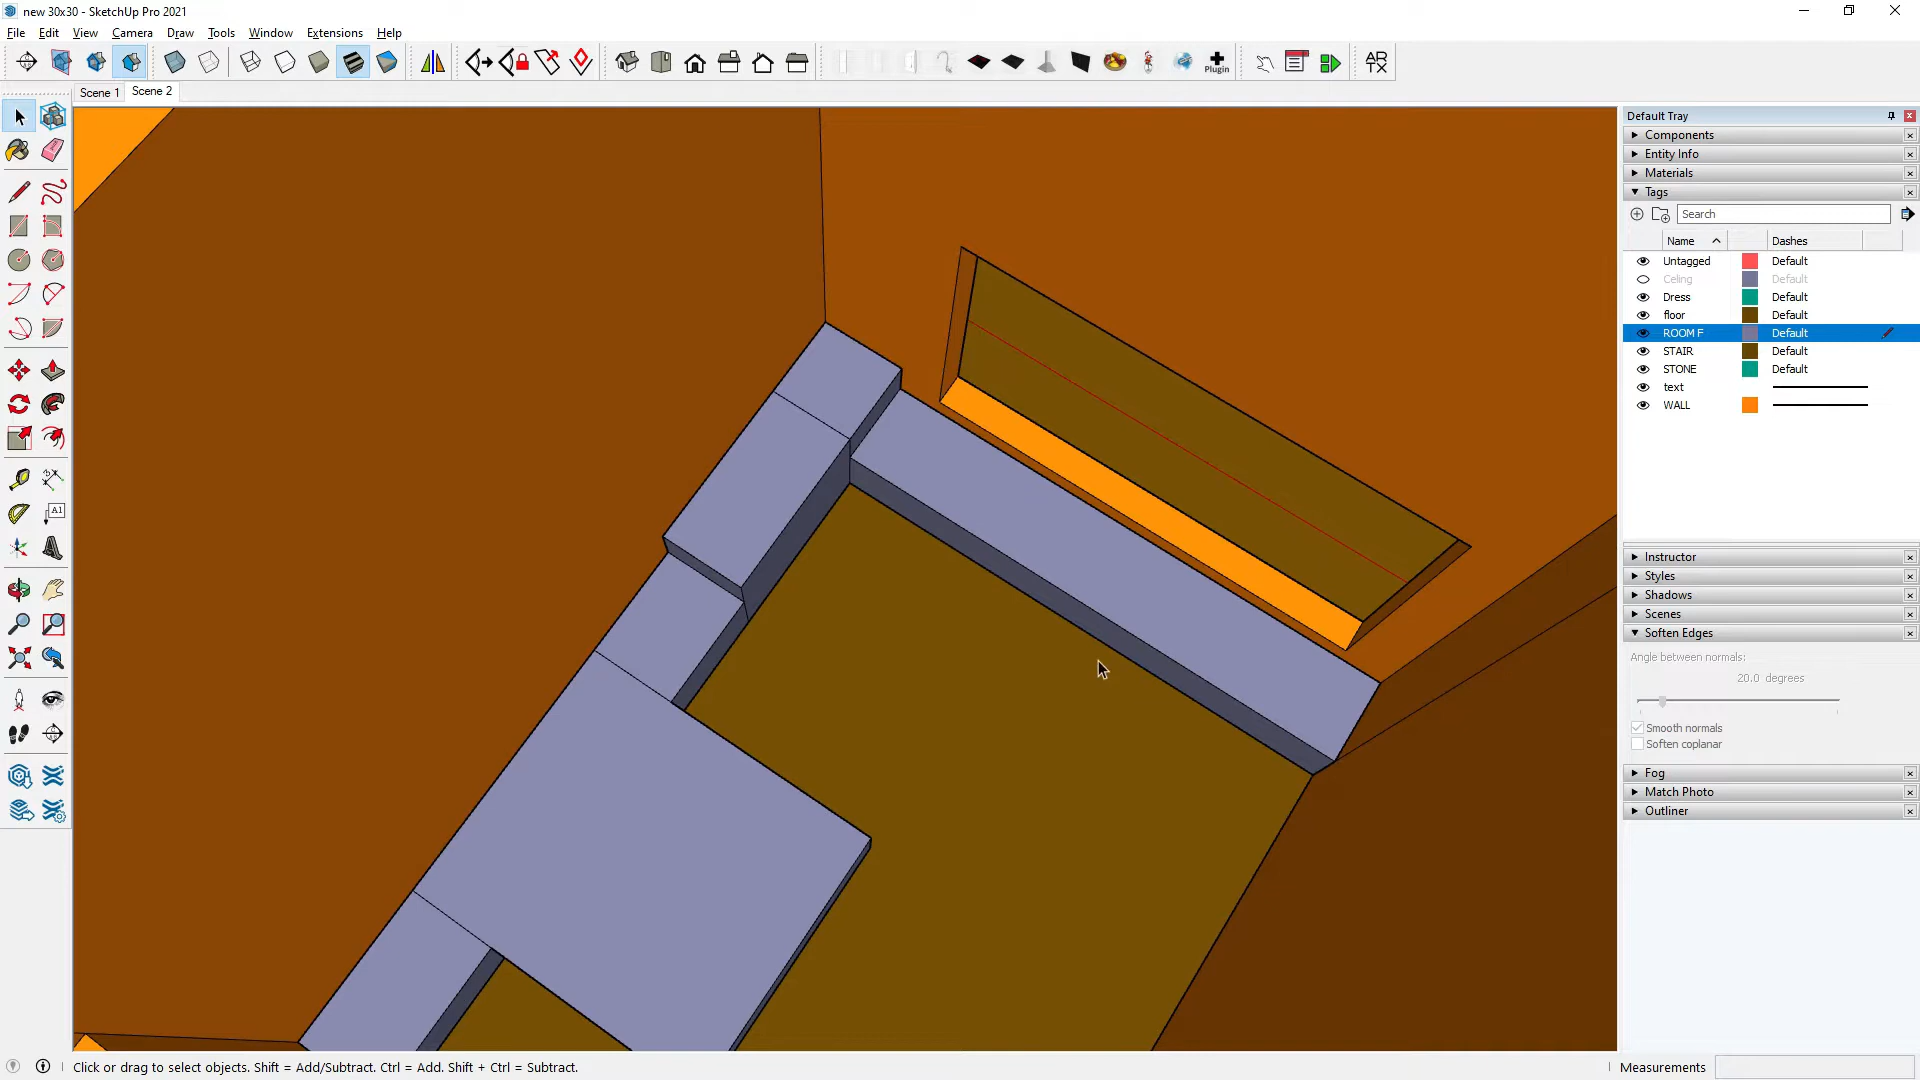 new 30x30 - SketchUp Pro 2021
File Edit View Camera Draw Tools Window Extensions Help
Plugin
AR
TX
Scene 1 Scene 2
A1
Default Tray
Components
Entity Info
Materials
Tags
Search
Name Dashes
Untagged Default
Celing Default
Dress Default
floor Default
ROOM F Default
STAIR Default
STONE Default
text
WALL
Instructor
Styles
Shadows
Scenes
Soften Edges
Angle between normals:
20.0 degrees
Smooth normals
Soften coplanar
Fog
Match Photo
Outliner
Click or drag to select objects. Shift = Add/Subtract. Ctrl = Add. Shift + Ctrl = Subtract.
Measurements